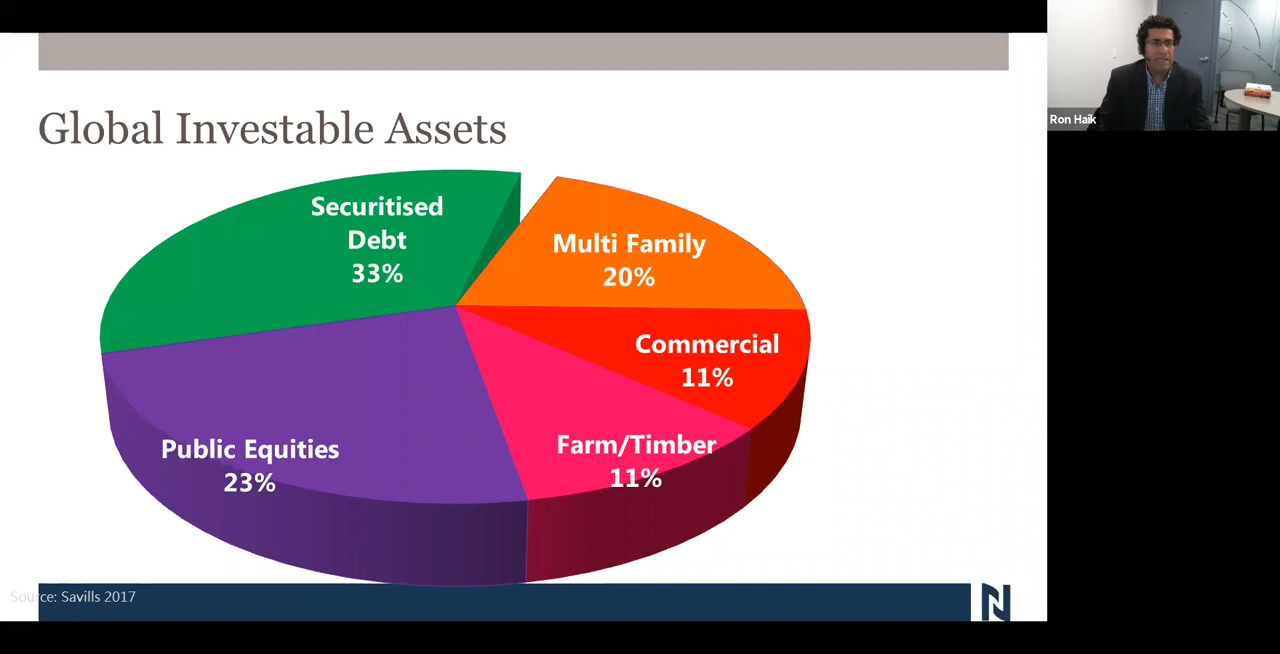 Global Investable Assets
Securitised
Debt
33%
Multi Family
20%
Commercial
11%
Farm/Timber
11%
Public Equities
23%
Source: Savills 2017
N
Ron Haik